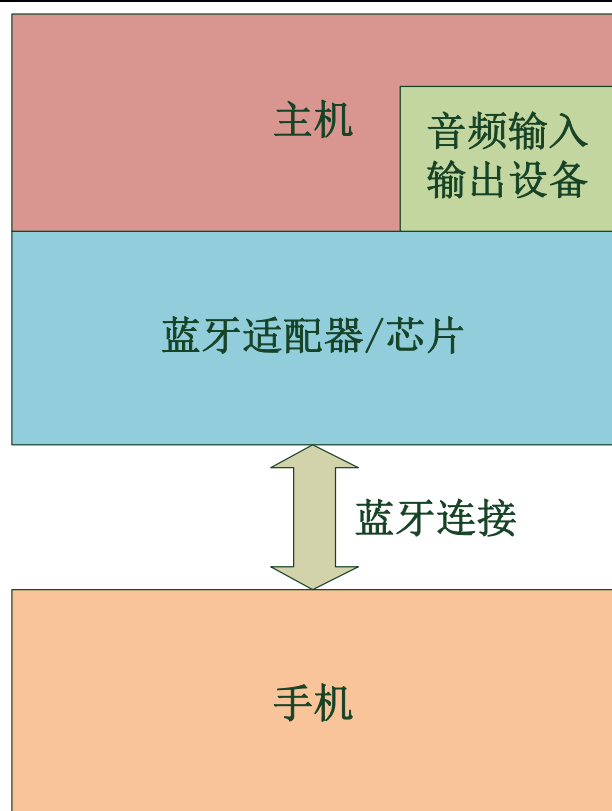 主机
音频输入
输出设备
蓝牙适配器/芯片
蓝牙连接
手机